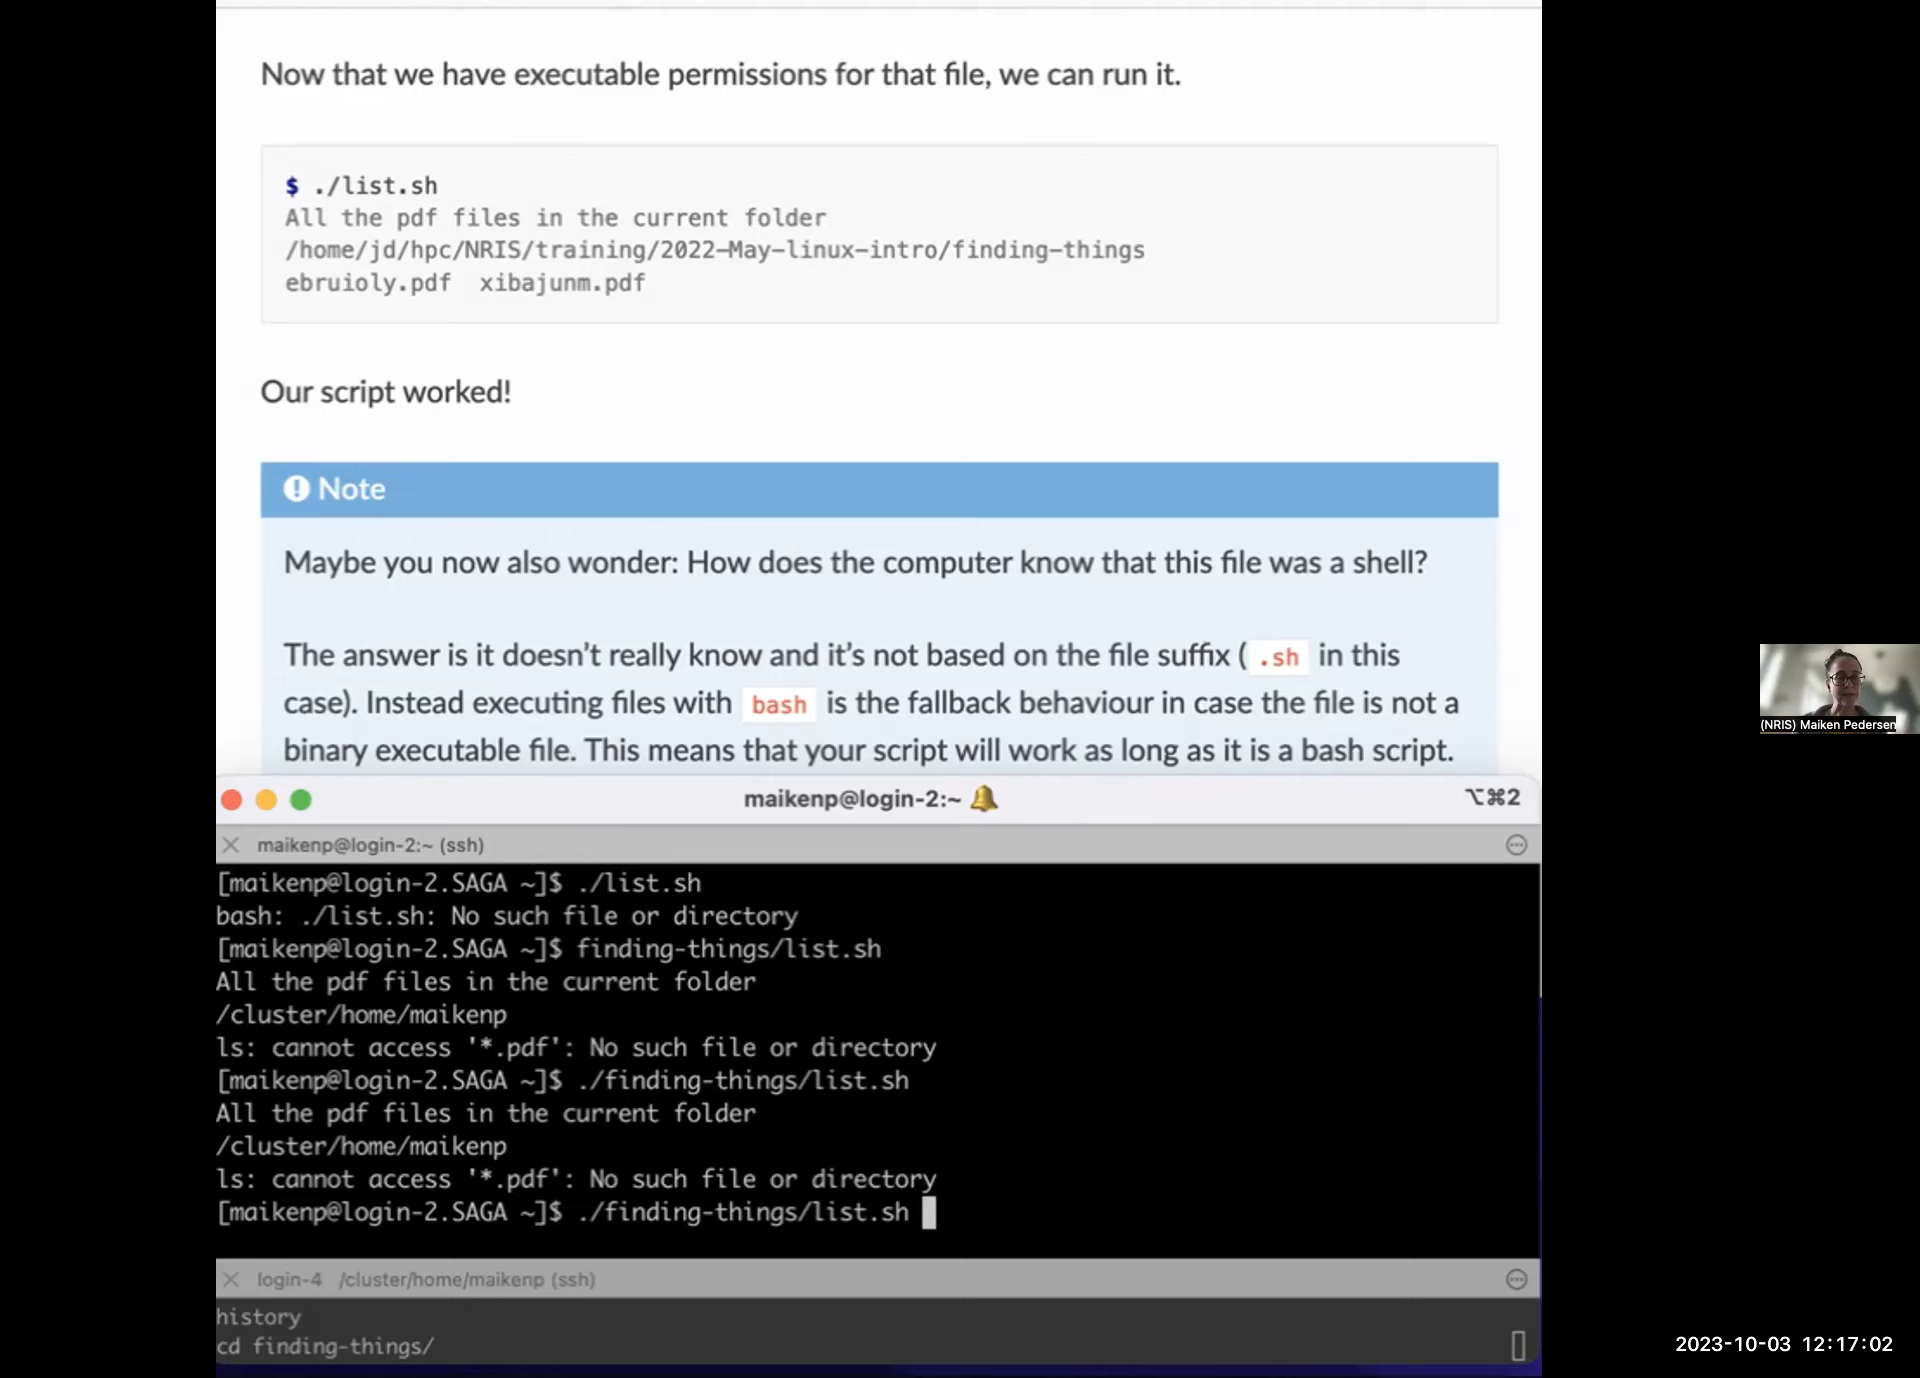 Now that we have executable permissions for that file, we can run it.
$ ./list.sh
All the pdf files in the current folder
/home/jd/hpc/NRIS/training/2022-May-linux-intro/finding-things
ebruioly.pdf  xibajunm.pdf
Our script worked!
Note
Maybe you now also wonder: How does the computer know that this file was a shell?
The answer is it doesn't really know and it's not based on the file suffix ( .sh in this
case). Instead executing files with bash is the fallback behaviour in case the file is not a
binary executable file. This means that your script will work as long as it is a bash script.
maikenp@login-2:~ 🔔 ⌥⌘2
maikenp@login-2:~ (ssh)
[maikenp@login-2.SAGA ~]$ ./list.sh
bash: ./list.sh: No such file or directory
[maikenp@login-2.SAGA ~]$ finding-things/list.sh
All the pdf files in the current folder
/cluster/home/maikenp
ls: cannot access '*.pdf': No such file or directory
[maikenp@login-2.SAGA ~]$ ./finding-things/list.sh
All the pdf files in the current folder
/cluster/home/maikenp
ls: cannot access '*.pdf': No such file or directory
[maikenp@login-2.SAGA ~]$ ./finding-things/list.sh
login-4 /cluster/home/maikenp (ssh)
history
cd finding-things/
(NRIS) Maiken Pedersen
2023-10-03 12:17:02